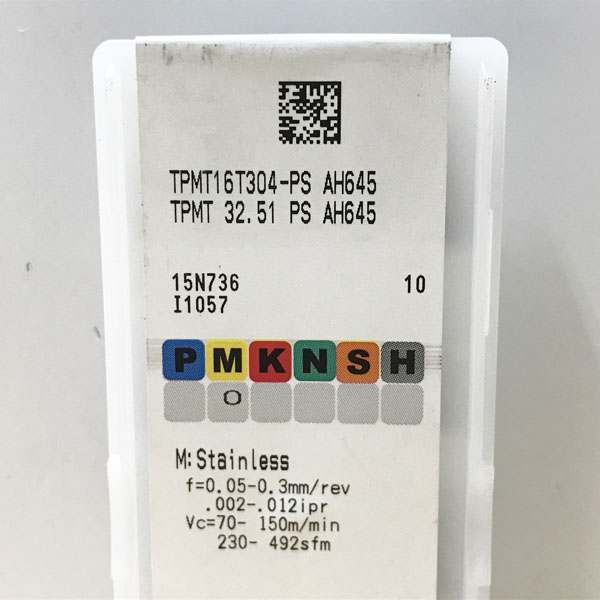 TPMT16T304-PS AH645
TPMT 32.51 PS AH645
15N736 10
I1057
P M K N S H
O
M:Stainless
f=0.05-0.3mm/rev
.002-.012ipr
Vc=70- 150m/min
230- 492sfm